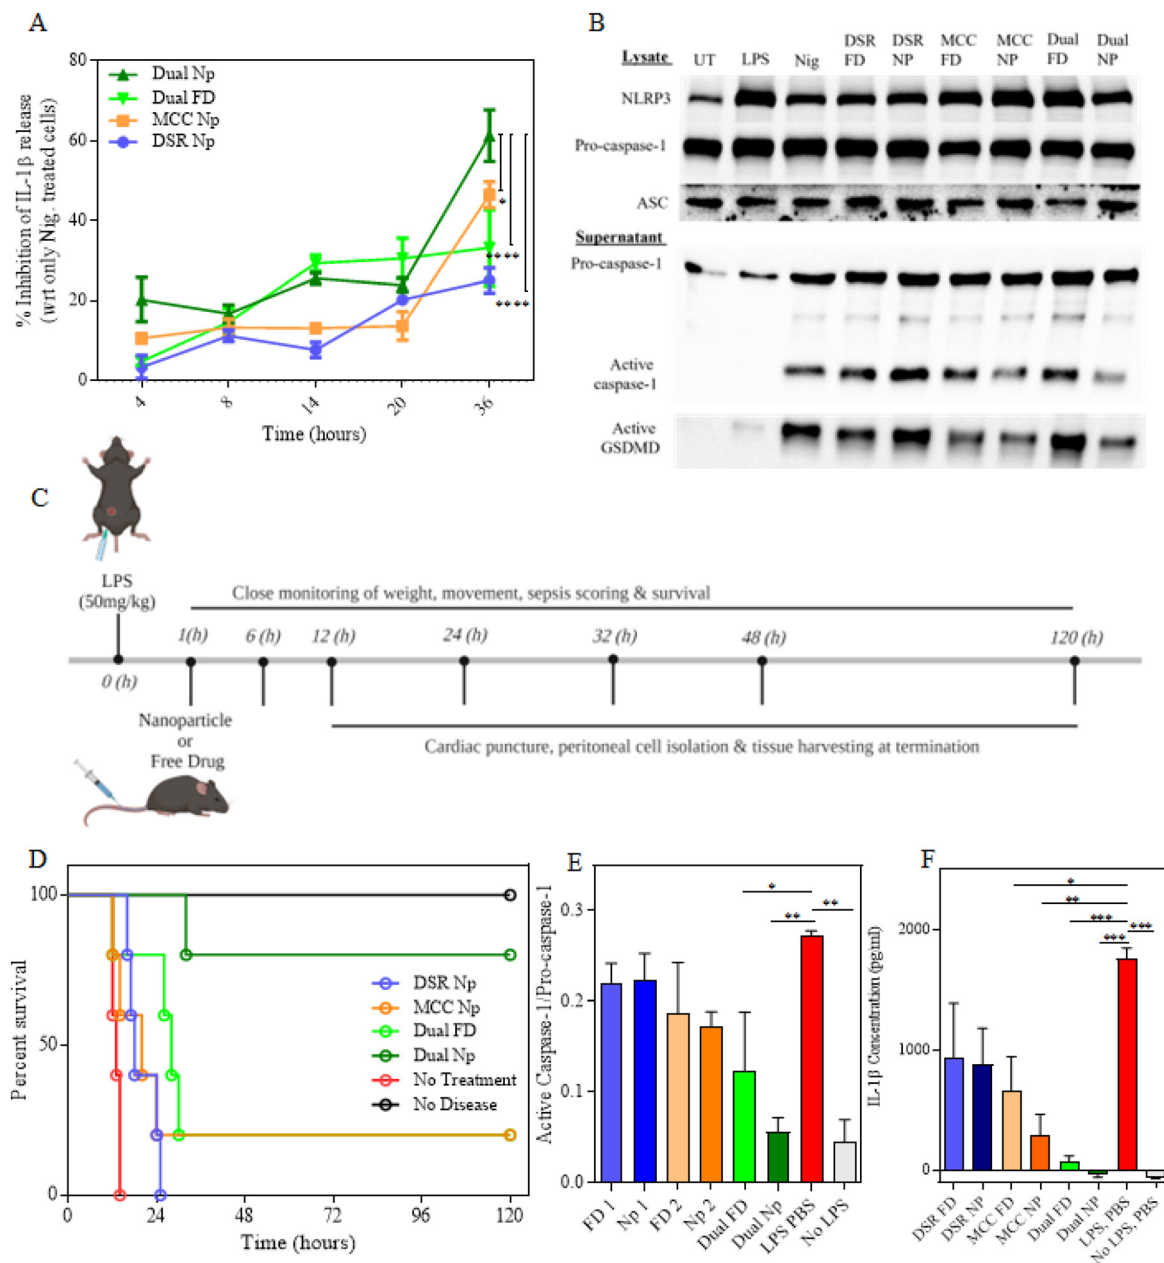 A
% Inhibition of IL-1β release
(wrt only Nig. treated cells)
80
60
40
20
0
Dual Np
Dual FD
MCC Np
DSR Np
*
****
****
4
8
14
20
36
Time (hours)
B
Lysate
UT
LPS
Nig
DSR
FD
DSR
NP
MCC
FD
MCC
NP
Dual
FD
Dual
NP
NLRP3
Pro-caspase-1
ASC
Supernatant
Pro-caspase-1
Active
caspase-1
Active
GSDMD
C
LPS
(50mg/kg)
Close monitoring of weight, movement, sepsis scoring & survival
0 (h)
1(h)
6 (h)
12 (h)
24 (h)
32 (h)
48 (h)
120 (h)
Nanoparticle
or
Free Drug
Cardiac puncture, peritoneal cell isolation & tissue harvesting at termination
D
Percent survival
100
50
0
DSR Np
MCC Np
Dual FD
Dual Np
No Treatment
No Disease
0
24
48
72
96
120
Time (hours)
E
Active Caspase-1/Pro-caspase-1
0.3
0.2
0.1
0.0
*
**
**
FD 1
Np 1
FD 2
Np 2
Dual FD
Dual Np
LPS PBS
No LPS
F
IL-1β Concentration (pg/ml)
2000
1000
0
*
**
***
***
***
DSR FD
DSR NP
MCC FD
MCC NP
Dual FD
Dual NP
LPS, PBS
No LPS, PBS